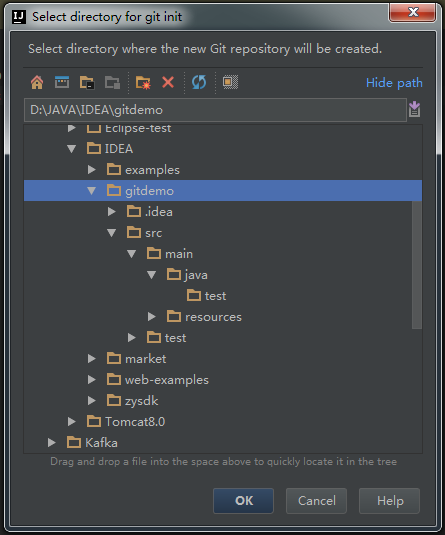 Select directory for git init
Select directory where the new Git repository will be created.
Hide path
D:\JAVA\IDEA\gitdemo
Eclipse-test
IDEA
examples
gitdemo
.idea
src
main
java
test
resources
test
market
web-examples
zysdk
Tomcat8.0
Kafka
Drag and drop a file into the space above to quickly locate it in the tree
OK
Cancel
Help